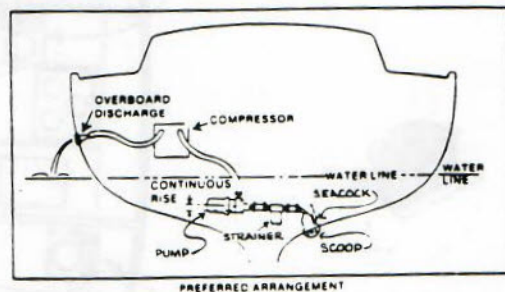 OVERBOARD
DISCHARGE
COMPRESSOR
WATER LINE
WATER
LINE
CONTINUOUS
RISE
SEACOCK
STRAINER
PUMP
SCOOP
PREFERRED ARRANGEMENT